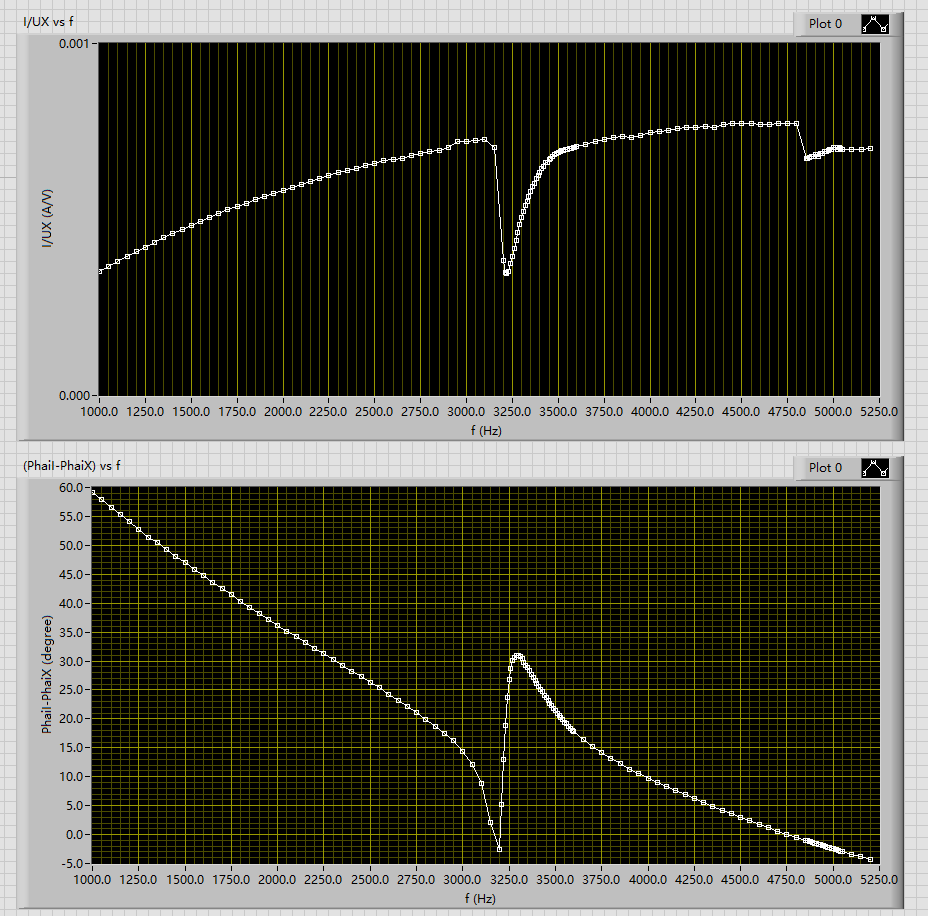 I/UX vs f
Plot 0
0.001
I/UX (A/V)
0.000
1000.0 1250.0 1500.0 1750.0 2000.0 2250.0 2500.0 2750.0 3000.0 3250.0 3500.0 3750.0 4000.0 4250.0 4500.0 4750.0 5000.0 5250.0
f (Hz)
(PhaiI-PhaiX) vs f
Plot 0
60.0
55.0
50.0
45.0
40.0
35.0
30.0
25.0
20.0
15.0
10.0
5.0
0.0
-5.0
PhaiI-PhaiX (degree)
1000.0 1250.0 1500.0 1750.0 2000.0 2250.0 2500.0 2750.0 3000.0 3250.0 3500.0 3750.0 4000.0 4250.0 4500.0 4750.0 5000.0 5250.0
f (Hz)